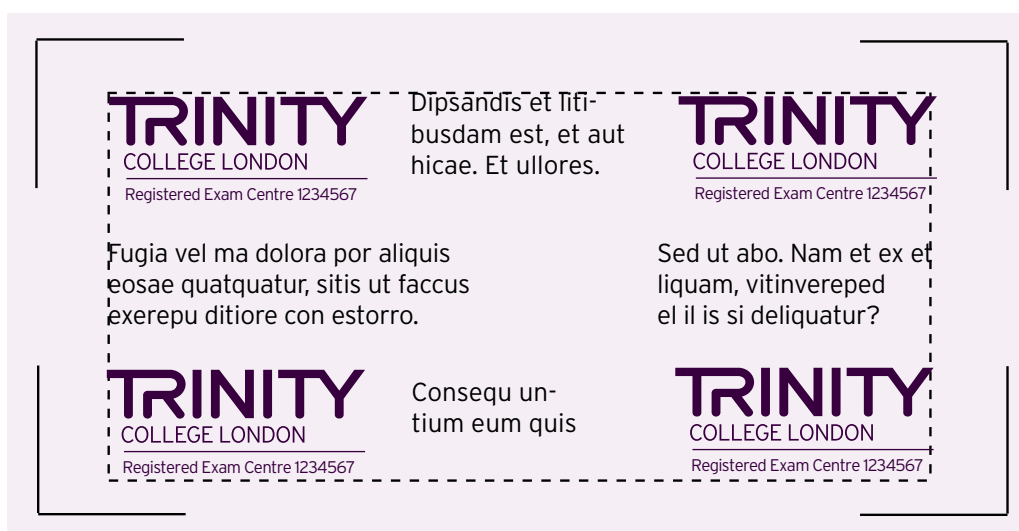 TRINITY
COLLEGE LONDON
Registered Exam Centre 1234567
Dipsandis et liti-
busdam est, et aut
hicae. Et ullores.
TRINITY
COLLEGE LONDON
Registered Exam Centre 1234567
Fugia vel ma dolora por aliquis
eosae quatquatur, sitis ut faccus
exerepu ditiore con estorro.
Sed ut abo. Nam et ex et
liquam, vitinvereped
el il is si deliquatur?
TRINITY
COLLEGE LONDON
Registered Exam Centre 1234567
Consequ un-
tium eum quis
TRINITY
COLLEGE LONDON
Registered Exam Centre 1234567